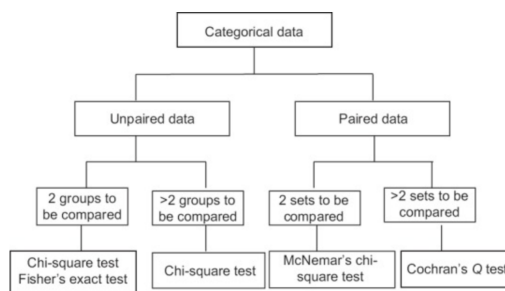 Categorical data
Unpaired data
Paired data
2 groups to
be compared
>2 groups to
be compared
2 sets to be
compared
>2 sets to be
compared
Chi-square test
Fisher's exact test
Chi-square test
McNemar's chi-
square test
Cochran's Q test